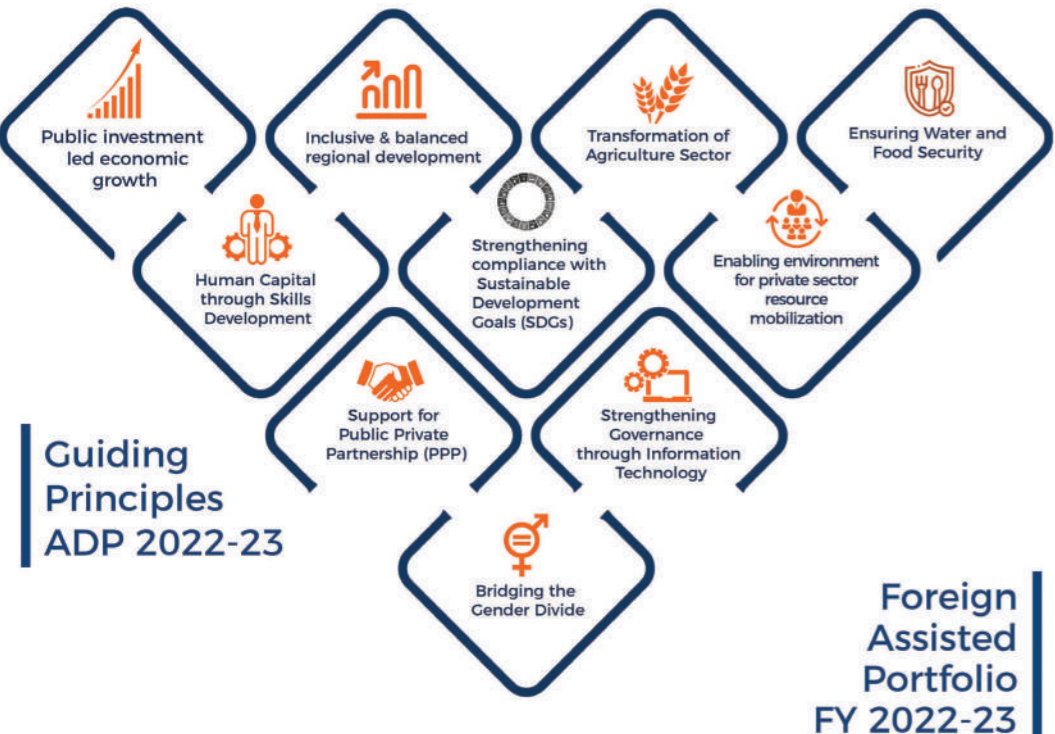 Public investment
led economic
growth
Inclusive & balanced
regional development
Transformation of
Agriculture Sector
Ensuring Water and
Food Security
Human Capital
through Skills
Development
Strengthening
compliance with
Sustainable
Development
Goals (SDGs)
Enabling environment
for private sector
resource
mobilization
Support for
Public Private
Partnership (PPP)
Strengthening
Governance
through Information
Technology
Guiding
Principles
ADP 2022-23
Bridging the
Gender Divide
Foreign
Assisted
Portfolio
FY 2022-23